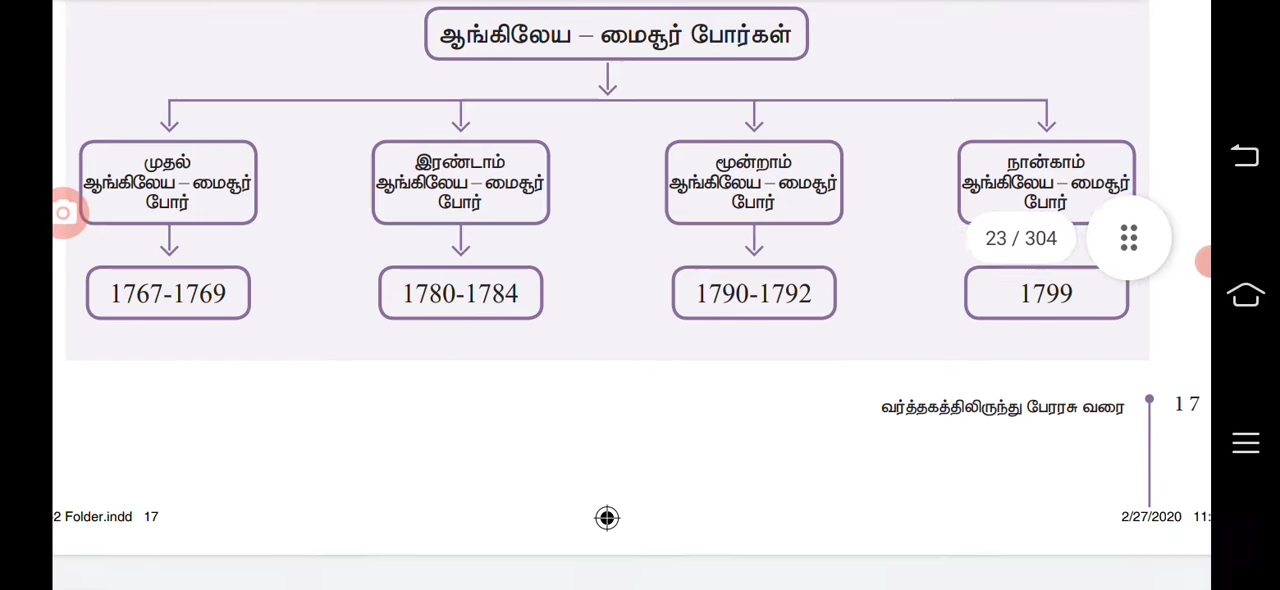 ஆங்கிலேய – மைசூர் போர்கள்
முதல்
ஆங்கிலேய – மைசூர்
போர்
இரண்டாம்
ஆங்கிலேய – மைசூர்
போர்
மூன்றாம்
ஆங்கிலேய – மைசூர்
போர்
நான்காம்
ஆங்கிலேய – மைசூர்
போர்
23 / 304
1767-1769
1780-1784
1790-1792
1799
வர்த்தகத்திலிருந்து பேரரசு வரை 17
2 Folder.indd 17
2/27/2020 11: